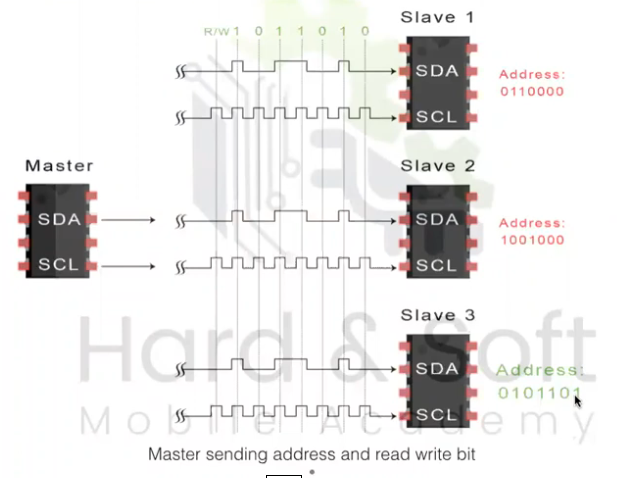 Slave 1
R/W 1 0 1 1 0 1 0
SDA
Address:
0110000
SCL
Master
Slave 2
SDA
SDA
Address:
1001000
SCL
SCL
Slave 3
Hard & Soft
SDA
Address:
0101101
Mobile Academy
SCL
Master sending address and read write bit